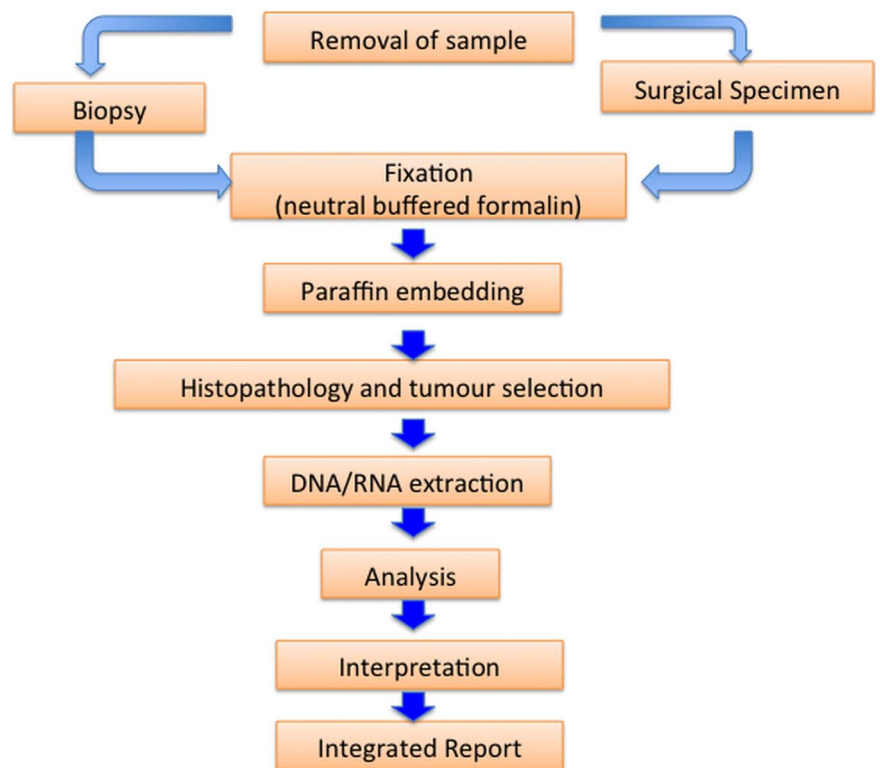 Removal of sample
Biopsy
Surgical Specimen
Fixation
(neutral buffered formalin)
Paraffin embedding
Histopathology and tumour selection
DNA/RNA extraction
Analysis
Interpretation
Integrated Report